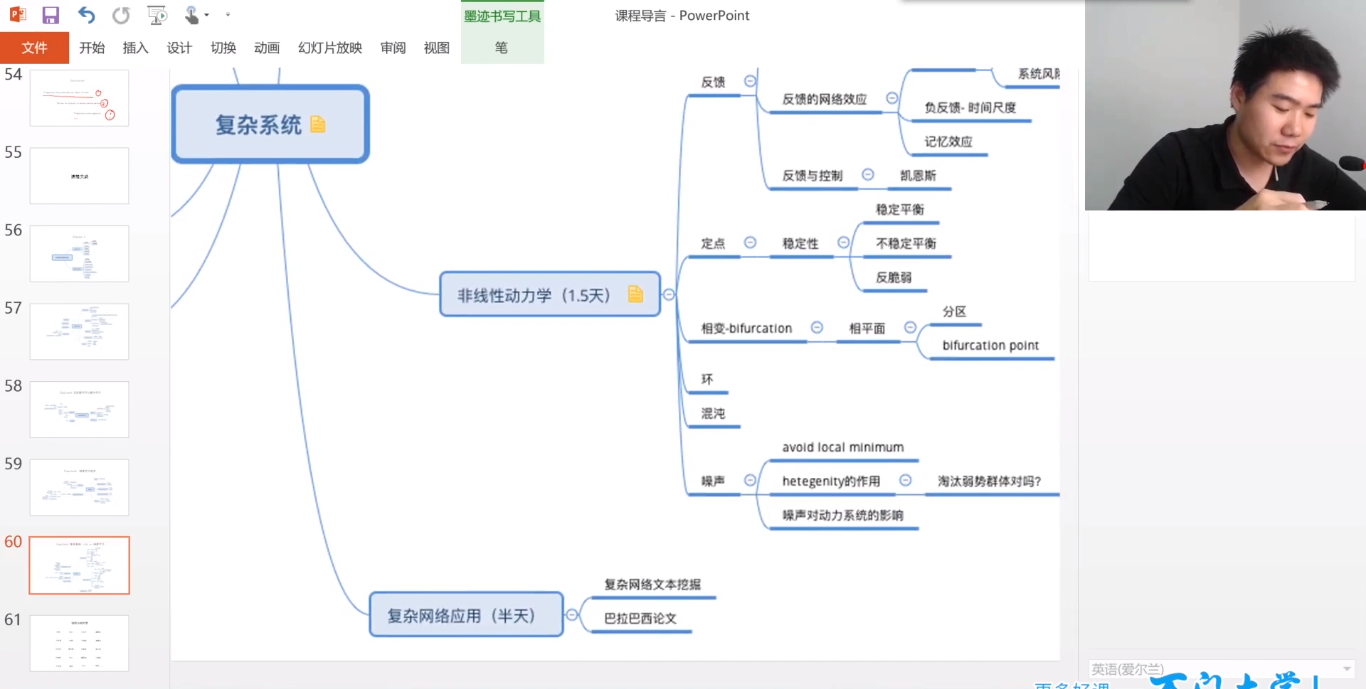 课程导言 - PowerPoint
墨迹书写工具
文件
开始
插入
设计
切换
动画
幻灯片放映
审阅
视图
笔
54
55
56
57
58
59
60
61
复杂系统
非线性动力学（1.5天）
反馈
反馈的网络效应
系统风险
负反馈- 时间尺度
记忆效应
反馈与控制
凯恩斯
定点
稳定性
稳定平衡
不稳定平衡
反脆弱
相变-bifurcation
相平面
分区
bifurcation point
环
混沌
噪声
avoid local minimum
hetegenity的作用
淘汰弱势群体对吗?
噪声对动力系统的影响
复杂网络应用（半天）
复杂网络文本挖掘
巴拉巴西论文
英语(爱尔兰)